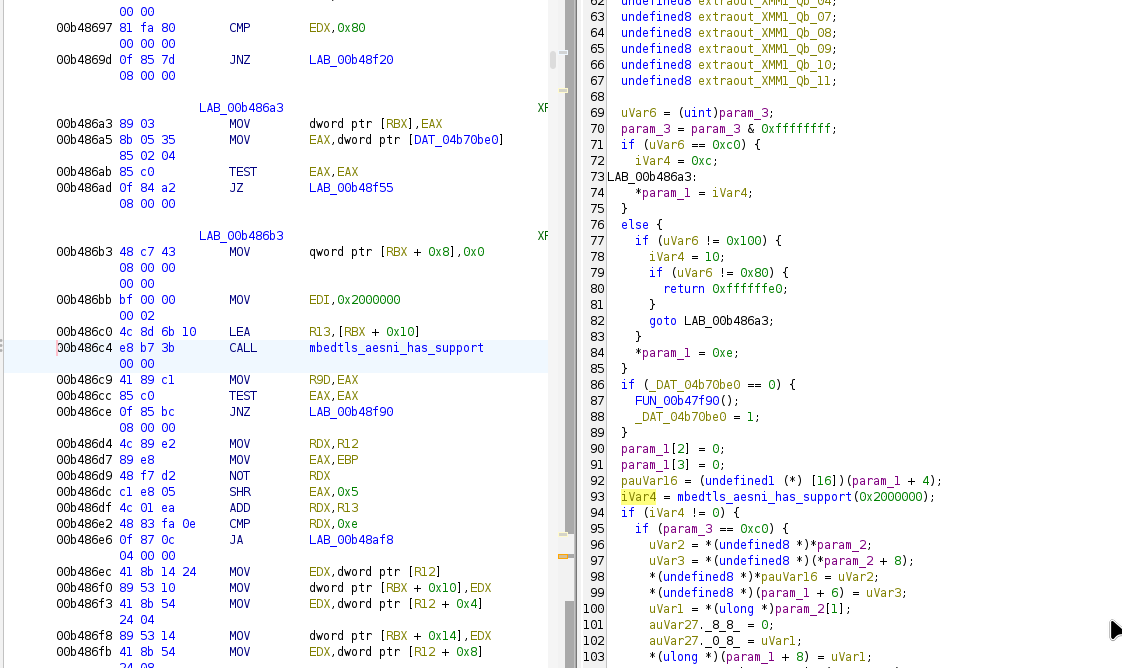 00 00
00b48697 81 fa 80 CMP EDX,0x80
00 00 00
00b4869d 0f 85 7d JNZ LAB_00b48f20
08 00 00
LAB_00b486a3 XF
00b486a3 89 03 MOV dword ptr [RBX],EAX
00b486a5 8b 05 35 MOV EAX,dword ptr [DAT_04b70be0]
85 02 04
00b486ab 85 c0 TEST EAX,EAX
00b486ad 0f 84 a2 JZ LAB_00b48f55
08 00 00
LAB_00b486b3 XF
00b486b3 48 c7 43 MOV qword ptr [RBX + 0x8],0x0
08 00 00
00 00
00b486bb bf 00 00 MOV EDI,0x2000000
00 02
00b486c0 4c 8d 6b 10 LEA R13,[RBX + 0x10]
00b486c4 e8 b7 3b CALL mbedtls_aesni_has_support
00 00
00b486c9 41 89 c1 MOV R9D,EAX
00b486cc 85 c0 TEST EAX,EAX
00b486ce 0f 85 bc JNZ LAB_00b48f90
08 00 00
00b486d4 4c 89 e2 MOV RDX,R12
00b486d7 89 e8 MOV EAX,EBP
00b486d9 48 f7 d2 NOT RDX
00b486dc c1 e8 05 SHR EAX,0x5
00b486df 4c 01 ea ADD RDX,R13
00b486e2 48 83 fa 0e CMP RDX,0xe
00b486e6 0f 87 0c JA LAB_00b48af8
04 00 00
00b486ec 41 8b 14 24 MOV EDX,dword ptr [R12]
00b486f0 89 53 10 MOV dword ptr [RBX + 0x10],EDX
00b486f3 41 8b 54 MOV EDX,dword ptr [R12 + 0x4]
24 04
00b486f8 89 53 14 MOV dword ptr [RBX + 0x14],EDX
00b486fb 41 8b 54 MOV EDX,dword ptr [R12 + 0x8]
24 08
62 undefined8 extraout_XMM1_Qb_04;
63 undefined8 extraout_XMM1_Qb_07;
64 undefined8 extraout_XMM1_Qb_08;
65 undefined8 extraout_XMM1_Qb_09;
66 undefined8 extraout_XMM1_Qb_10;
67 undefined8 extraout_XMM1_Qb_11;
68
69 uVar6 = (uint)param_3;
70 param_3 = param_3 & 0xffffffff;
71 if (uVar6 == 0xc0) {
72 iVar4 = 0xc;
73 LAB_00b486a3:
74 *param_1 = iVar4;
75 }
76 else {
77 if (uVar6 != 0x100) {
78 iVar4 = 10;
79 if (uVar6 != 0x80) {
80 return 0xffffffe0;
81 }
82 goto LAB_00b486a3;
83 }
84 *param_1 = 0xe;
85 }
86 if (_DAT_04b70be0 == 0) {
87 FUN_00b47f90();
88 _DAT_04b70be0 = 1;
89 }
90 param_1[2] = 0;
91 param_1[3] = 0;
92 pauVar16 = (undefined1 (*) [16])(param_1 + 4);
93 iVar4 = mbedtls_aesni_has_support(0x2000000);
94 if (iVar4 != 0) {
95 if (param_3 == 0xc0) {
96 uVar2 = *(undefined8 *)*param_2;
97 uVar3 = *(undefined8 *)(*param_2 + 8);
98 *(undefined8 *)*pauVar16 = uVar2;
99 *(undefined8 *)(param_1 + 6) = uVar3;
100 uVar1 = *(ulong *)param_2[1];
101 auVar27._8_8_ = 0;
102 auVar27._0_8_ = uVar1;
103 *(ulong *)(param_1 + 8) = uVar1;